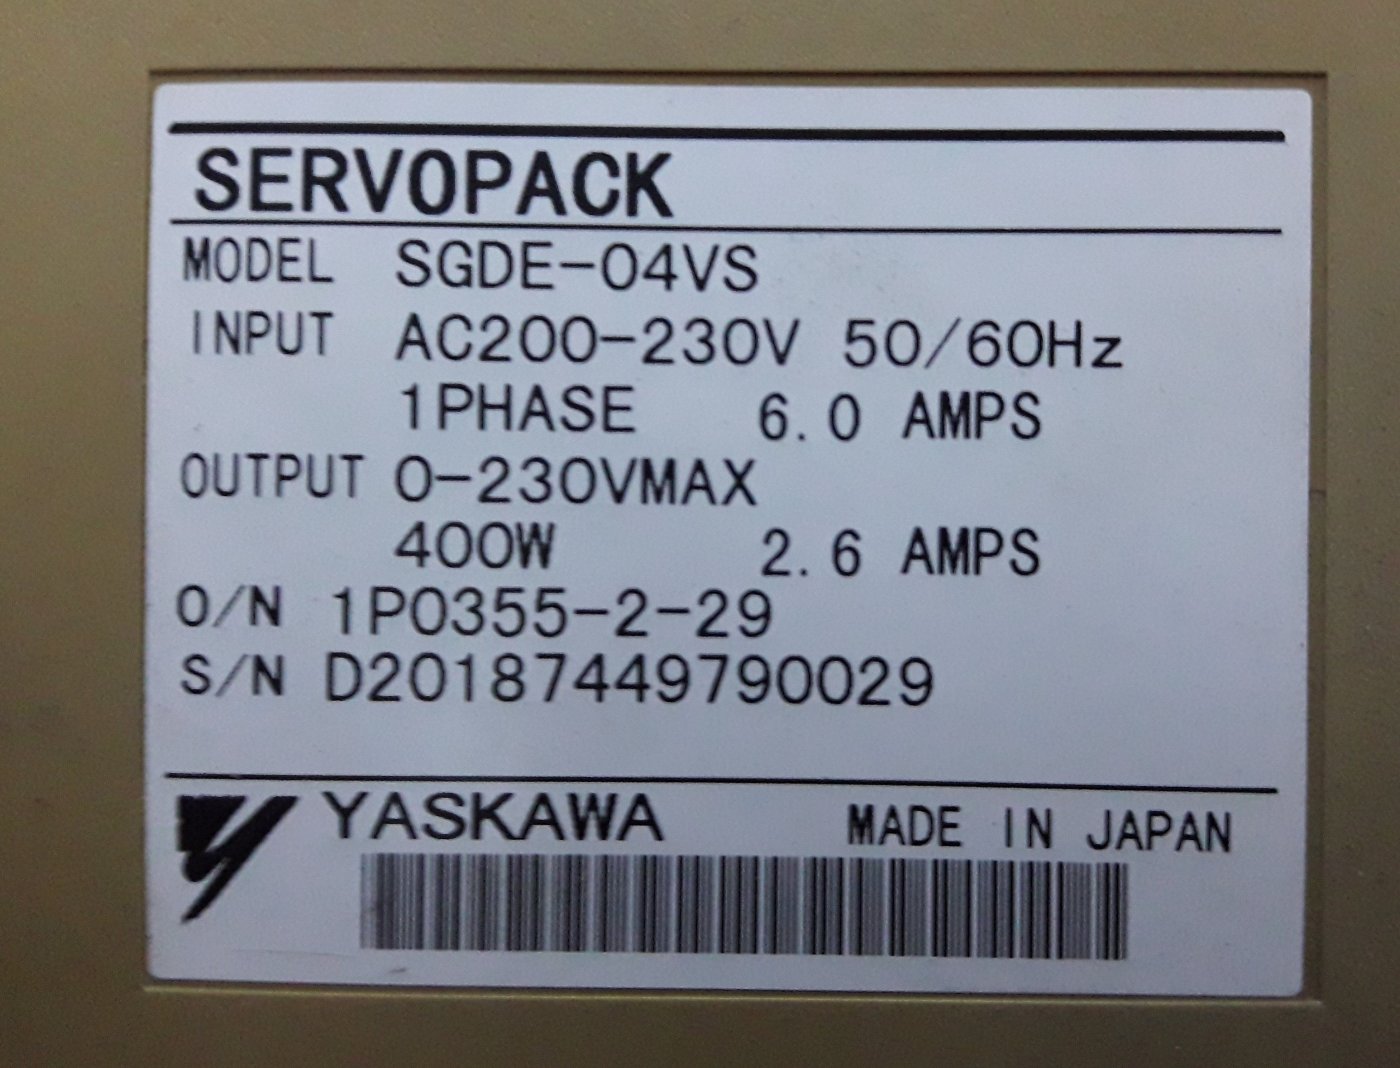 SERVOPACK
MODEL SGDE-04VS
INPUT AC200-230V 50/60Hz
1PHASE 6.0 AMPS
OUTPUT 0-230VMAX
400W 2.6 AMPS
O/N 1P0355-2-29
S/N D20187449790029
YASKAWA MADE IN JAPAN